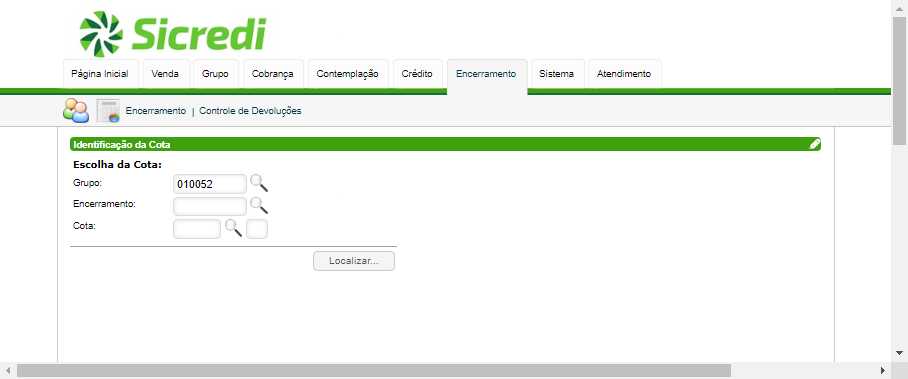 Sicredi
Página Inicial Venda Grupo Cobrança Contemplação Crédito Encerramento Sistema Atendimento
Encerramento | Controle de Devoluções
Identificação da Cota
Escolha da Cota:
Grupo: 010052
Encerramento:
Cota:
Localizar...